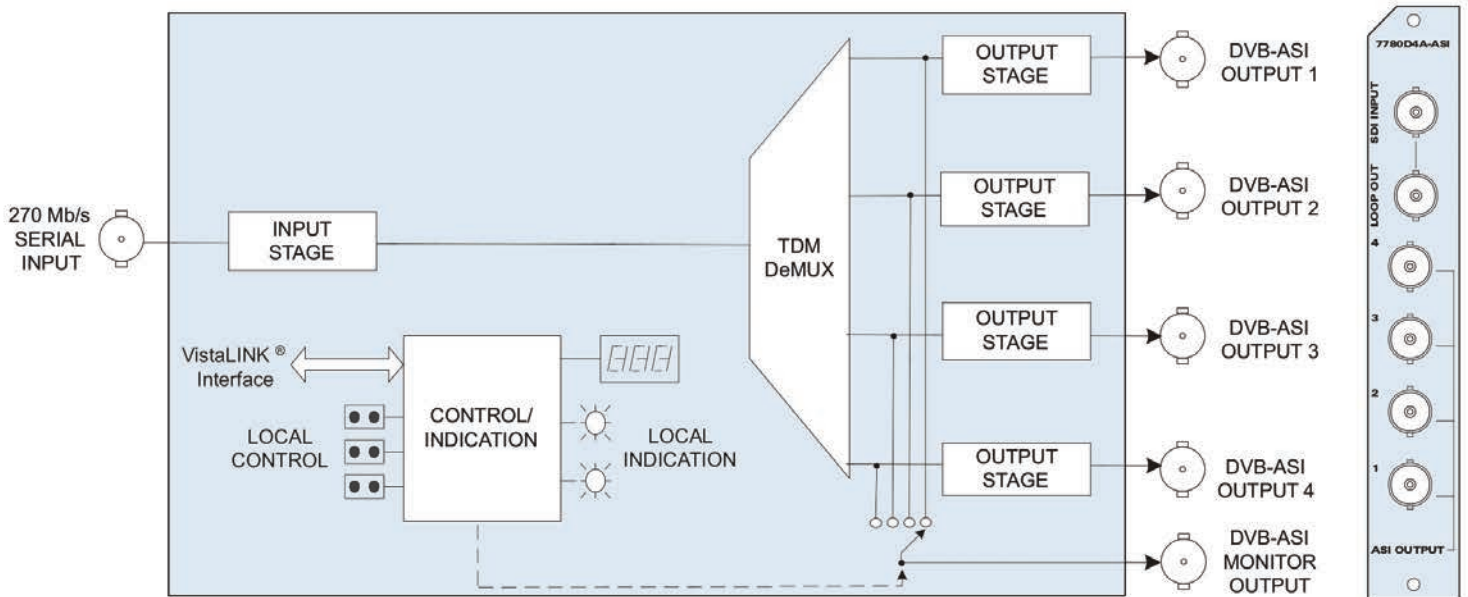 270 Mb/s
SERIAL
INPUT
INPUT
STAGE
TDM
DeMUX
OUTPUT
STAGE
DVB-ASI
OUTPUT 1
OUTPUT
STAGE
DVB-ASI
OUTPUT 2
OUTPUT
STAGE
DVB-ASI
OUTPUT 3
OUTPUT
STAGE
DVB-ASI
OUTPUT 4
DVB-ASI
MONITOR
OUTPUT
VistaLINK ®
Interface
LOCAL
CONTROL
CONTROL/
INDICATION
LOCAL
INDICATION
7780D4A-ASI
SDI INPUT
LOOP OUT
4
3
2
1
ASI OUTPUT